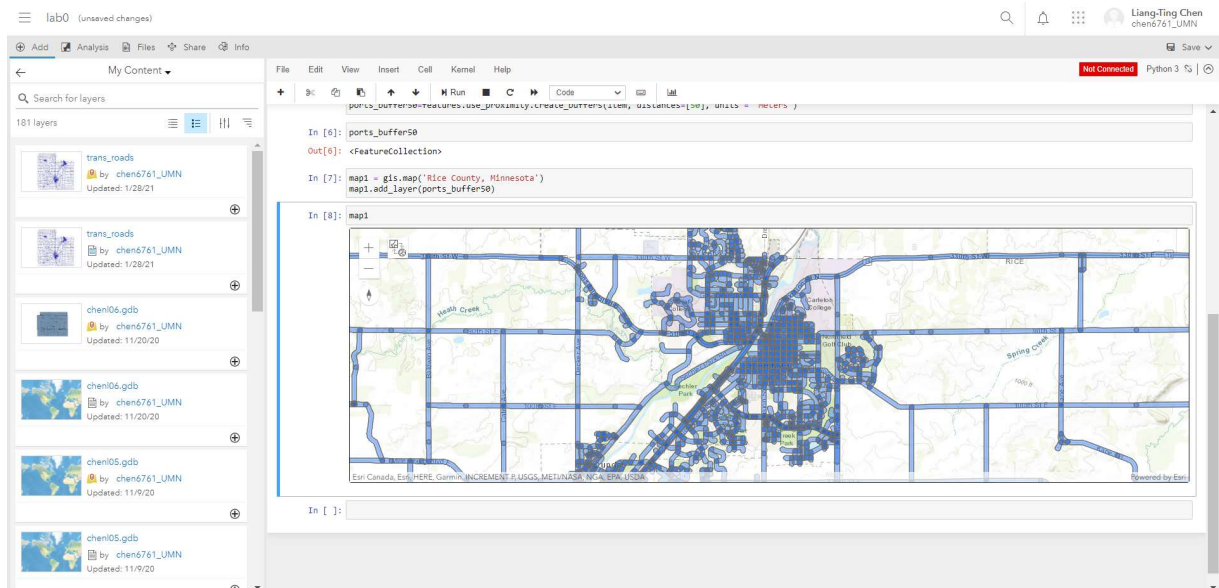 lab0 (unsaved changes)
Liang-Ting Chen
chen6761_UMN
Add Analysis Files Share Info
Save
My Content
Search for layers
181 layers
trans_roads
by chen6761_UMN
Updated: 1/28/21
trans_roads
by chen6761_UMN
Updated: 1/28/21
chenl06.gdb
by chen6761_UMN
Updated: 11/20/20
chenl06.gdb
by chen6761_UMN
Updated: 11/20/20
chenl05.gdb
by chen6761_UMN
Updated: 11/9/20
chenl05.gdb
by chen6761_UMN
Updated: 11/9/20
File Edit View Insert Cell Kernel Help
Not Connected Python 3
Run Code
ports_buffer50=features.use_proximity.create_buffers(item, distances=[50], units = 'Meters')
In [6]: ports_buffer50
Out[6]: <FeatureCollection>
In [7]: map1 = gis.map('Rice County, Minnesota')
map1.add_layer(ports_buffer50)
In [8]: map1
RICE
Heath Creek
Carleton
College
Golf Club
Spring Creek
Park
Park
Esri Canada, Esri, HERE, Garmin, INCREMENT P, USGS, METI/NASA, NGA, EPA, USDA
Powered by Esri
In [ ]: